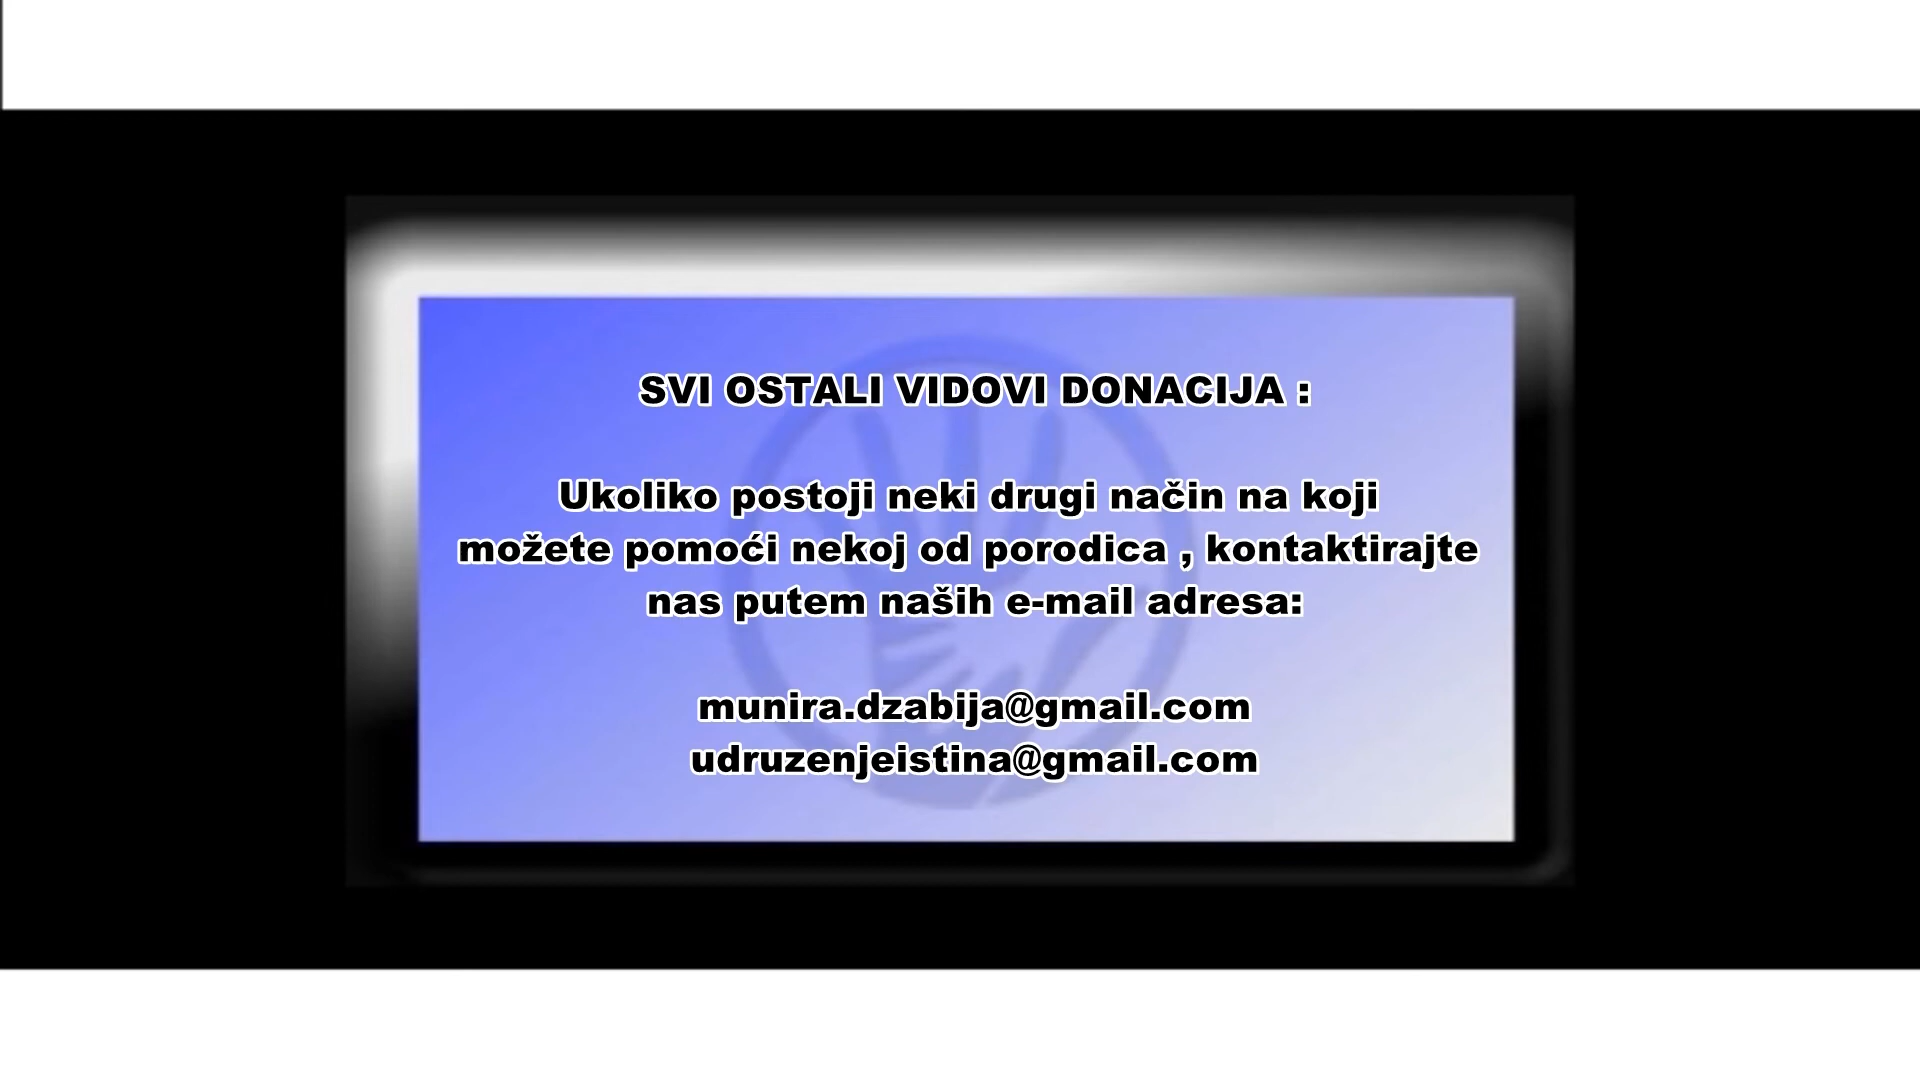 SVI OSTALI VIDOVI DONACIJA :
Ukoliko postoji neki drugi način na koji
možete pomoći nekoj od porodica , kontaktirajte
nas putem naših e-mail adresa:
munira.dzabija@gmail.com
udruzenjeistina@gmail.com